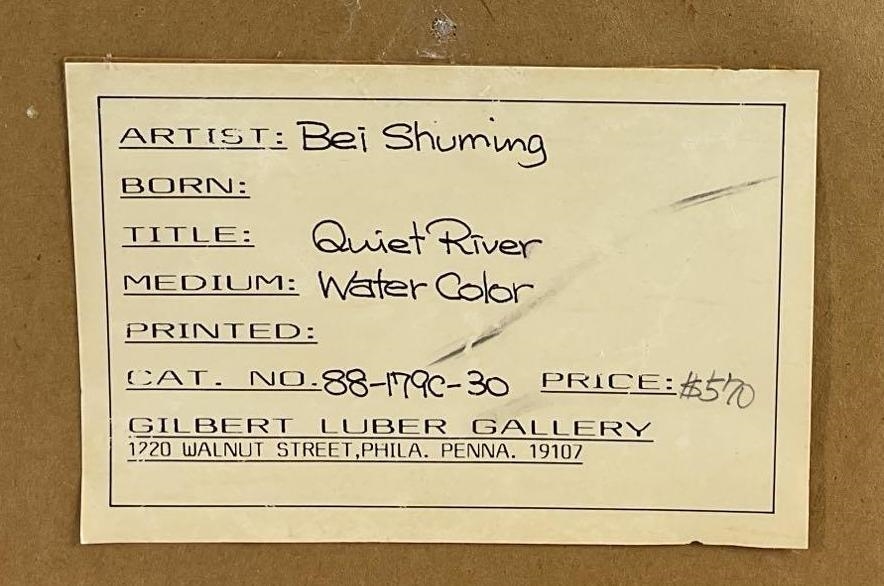 ARTIST: Bei Shuming
BORN:
TITLE: Quiet River
MEDIUM: Water Color
PRINTED:
CAT. NO. 88-179C-30 PRICE: $570
GILBERT LUBER GALLERY
1220 WALNUT STREET,PHILA. PENNA. 19107